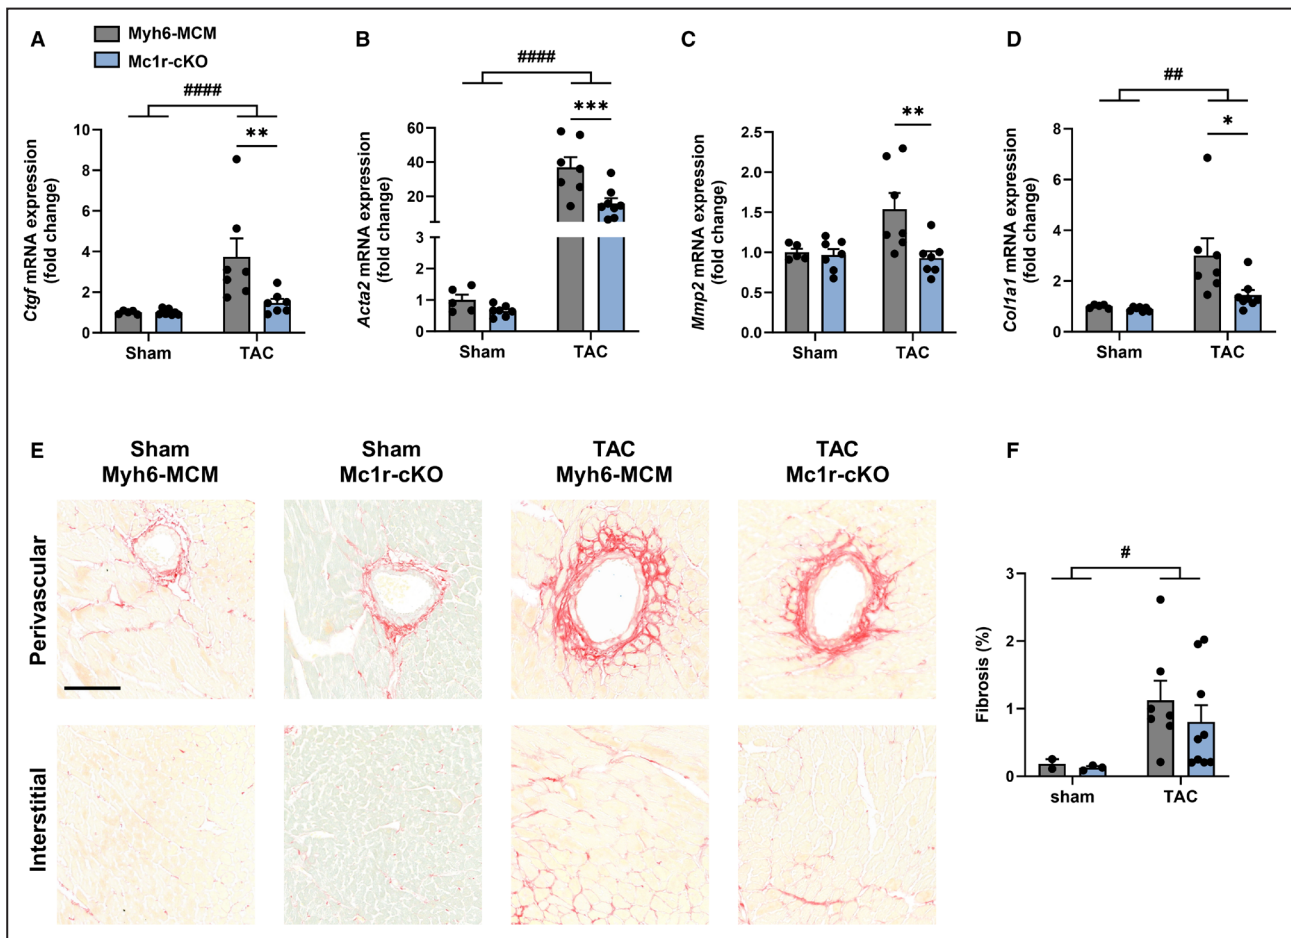 A
Myh6-MCM
Mc1r-cKO
####
**
Ctgf mRNA expression
(fold change)
10
8
6
4
2
0
Sham
TAC
B
####
***
Acta2 mRNA expression
(fold change)
60
40
20
3
2
1
0
Sham
TAC
C
**
Mmp2 mRNA expression
(fold change)
2.5
2.0
1.5
1.0
0.5
0.0
Sham
TAC
D
##
*
Col1a1 mRNA expression
(fold change)
8
6
4
2
0
Sham
TAC
E
Sham
Myh6-MCM
Sham
Mc1r-cKO
TAC
Myh6-MCM
TAC
Mc1r-cKO
Perivascular
Interstitial
F
#
Fibrosis (%)
3
2
1
0
sham
TAC